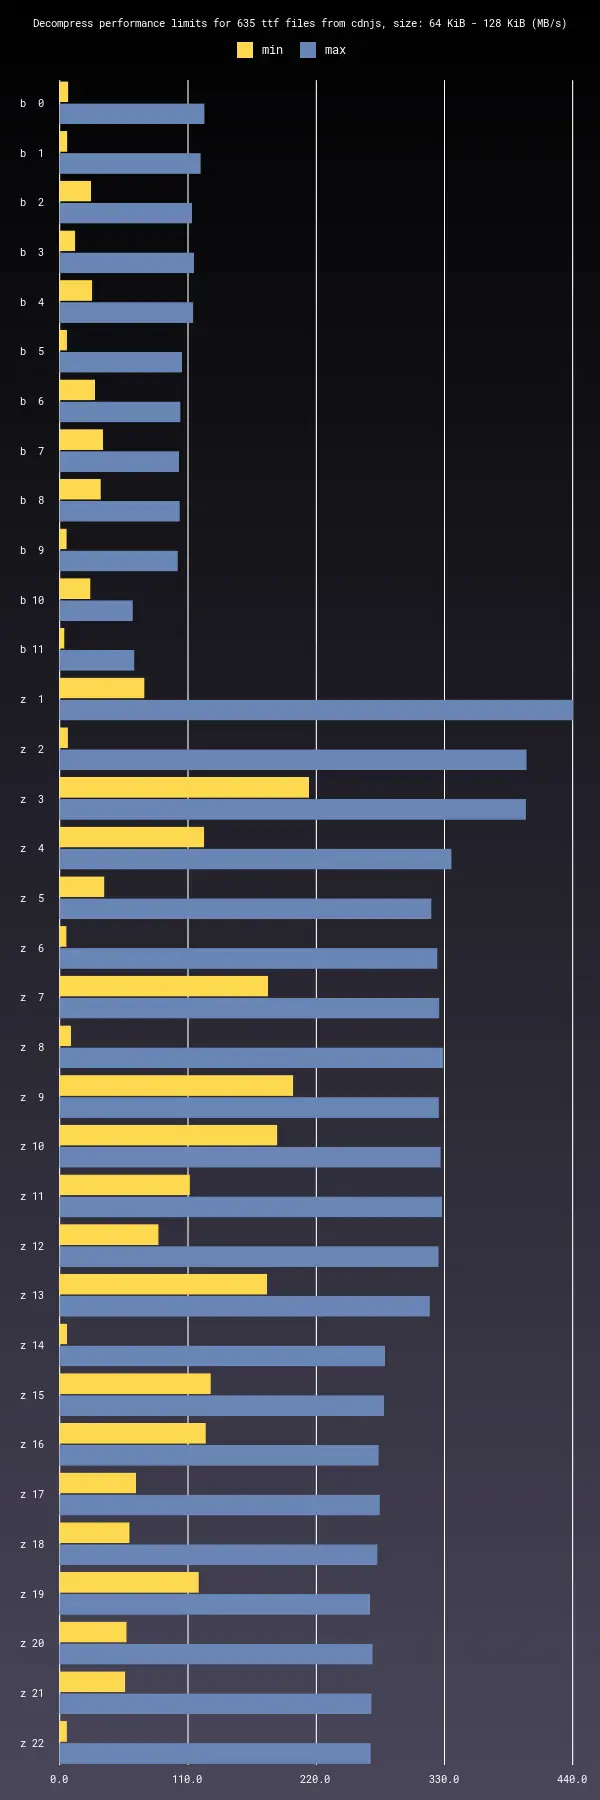 Decompress performance limits for 635 ttf files from cdnjs, size: 64 KiB - 128 KiB (MB/s)
min max
b 0
b 1
b 2
b 3
b 4
b 5
b 6
b 7
b 8
b 9
b 10
b 11
z 1
z 2
z 3
z 4
z 5
z 6
z 7
z 8
z 9
z 10
z 11
z 12
z 13
z 14
z 15
z 16
z 17
z 18
z 19
z 20
z 21
z 22
0.0 110.0 220.0 330.0 440.0